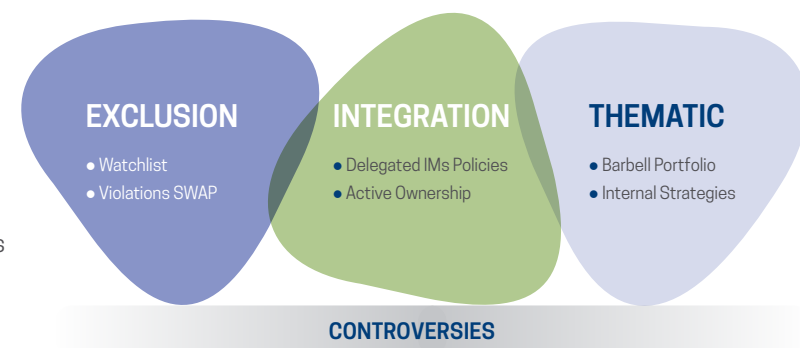 EXCLUSION
● Watchlist
● Violations SWAP
INTEGRATION
● Delegated IMs Policies
● Active Ownership
THEMATIC
● Barbell Portfolio
● Internal Strategies
s
CONTROVERSIES